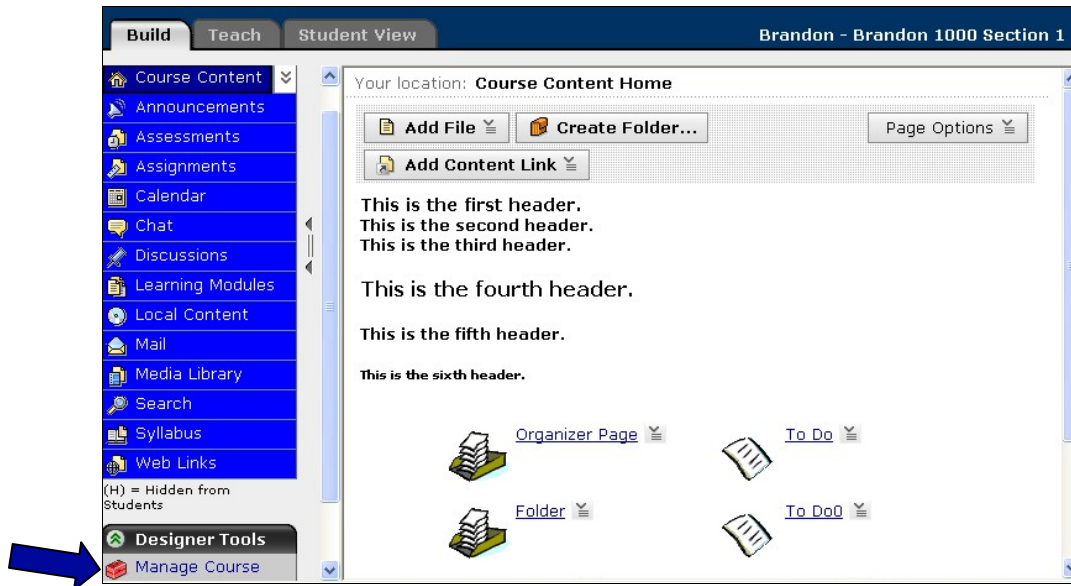 Build Teach Student View Brandon - Brandon 1000 Section 1
Course Content
Announcements
Assessments
Assignments
Calendar
Chat
Discussions
Learning Modules
Local Content
Mail
Media Library
Search
Syllabus
Web Links
(H) = Hidden from
Students
Designer Tools
Manage Course
Your location: Course Content Home
Add File Create Folder... Page Options
Add Content Link
This is the first header.
This is the second header.
This is the third header.
This is the fourth header.
This is the fifth header.
This is the sixth header.
Organizer Page To Do
Folder To Do0